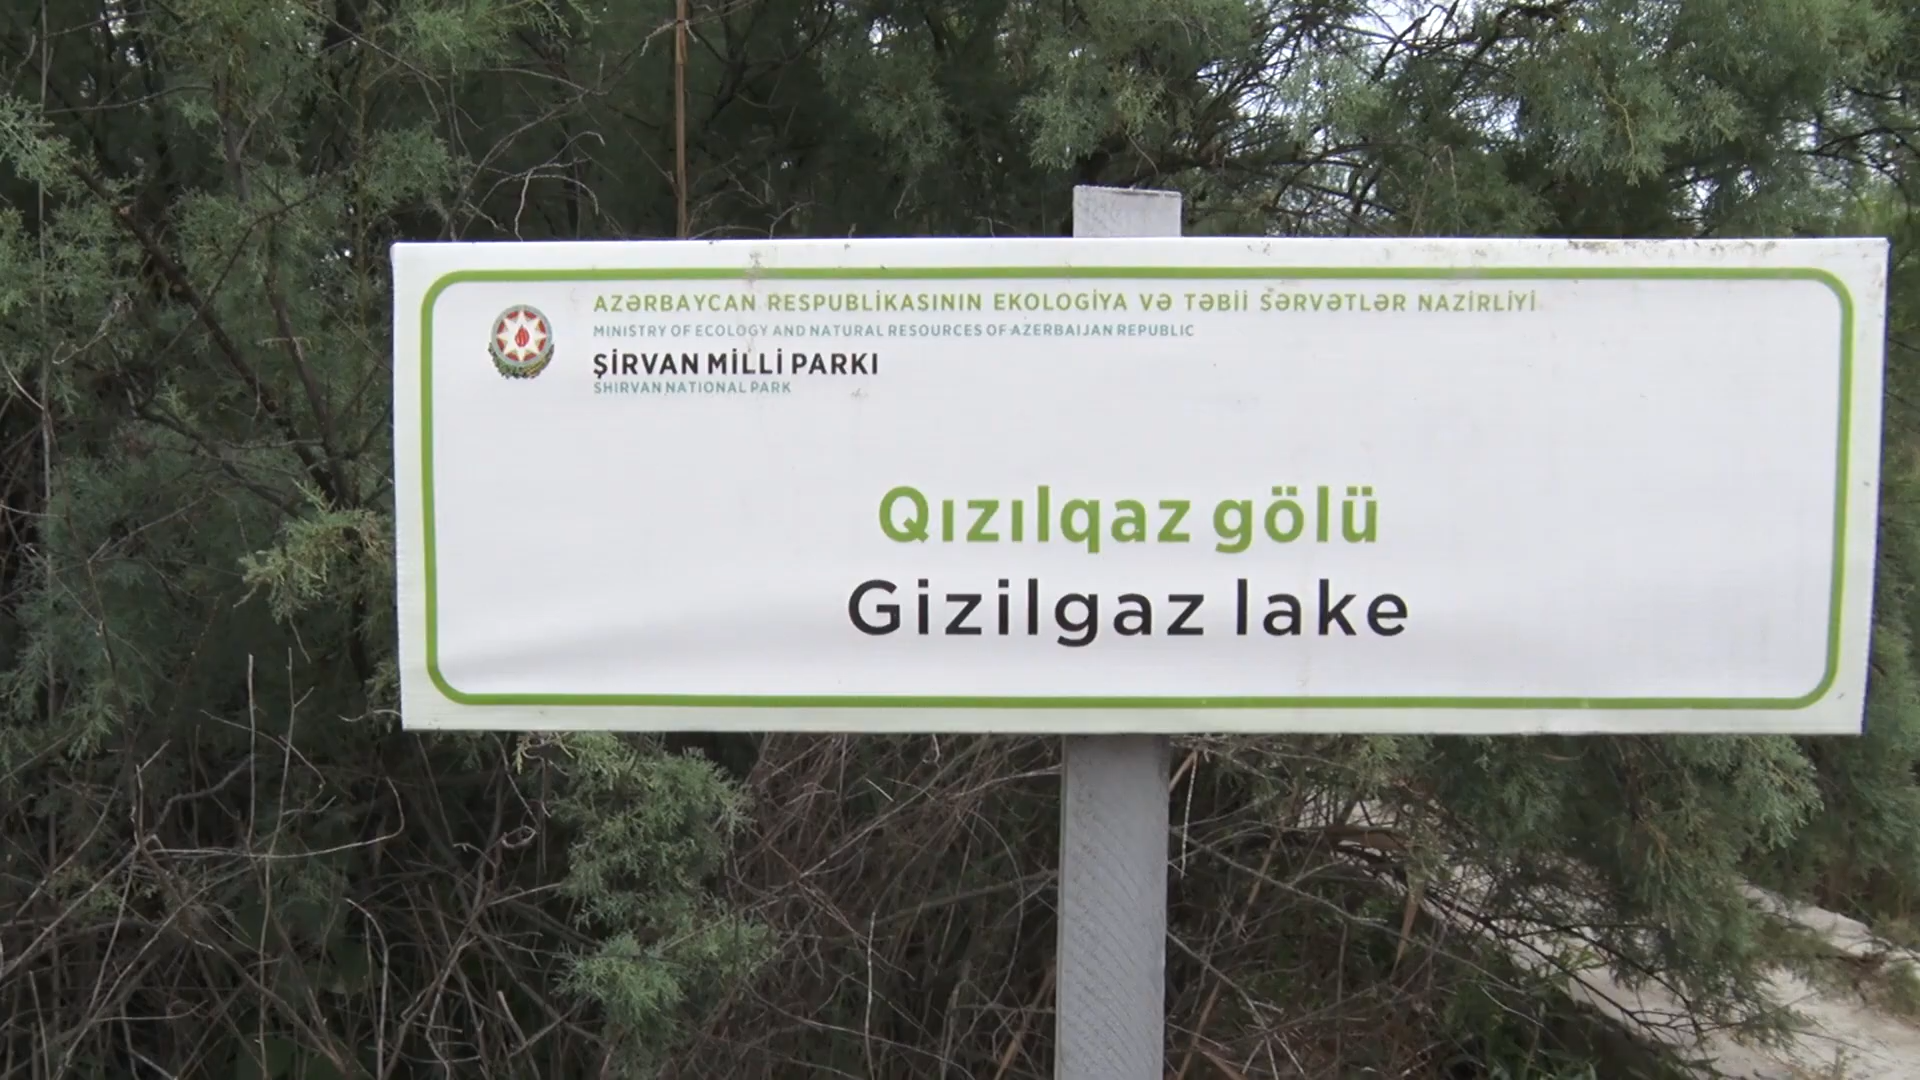 AZƏRBAYCAN RESPUBLİKASININ EKOLOGİYA VƏ TƏBİİ SƏRVƏTLƏR NAZİRLİYİ
MINISTRY OF ECOLOGY AND NATURAL RESOURCES OF AZERBAIJAN REPUBLIC
ŞİRVAN MİLLİ PARKI
SHIRVAN NATIONAL PARK
Qızılqaz gölü
Gizilgaz lake